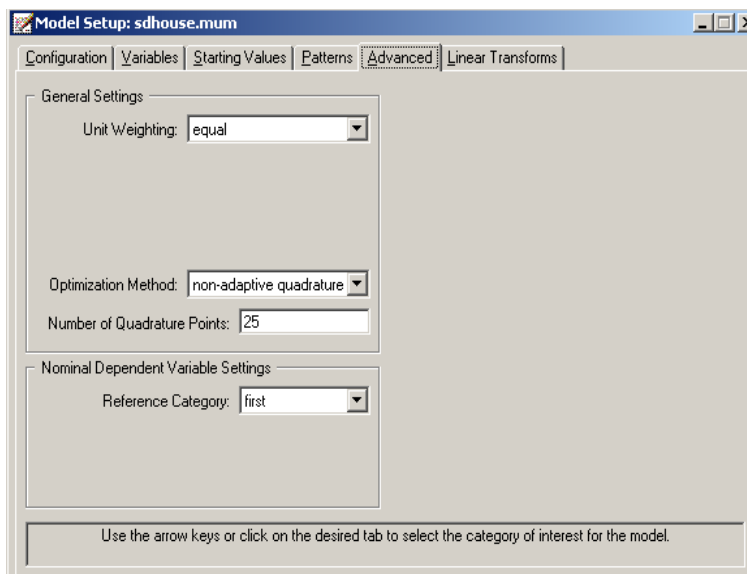 Model Setup: sdhouse.mum
Configuration Variables Starting Values Patterns Advanced Linear Transforms
General Settings
Unit Weighting: equal
Optimization Method: non-adaptive quadrature
Number of Quadrature Points: 25
Nominal Dependent Variable Settings
Reference Category: first
Use the arrow keys or click on the desired tab to select the category of interest for the model.